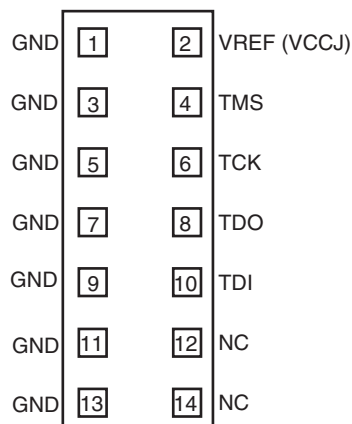 GND 1 2 VREF (VCCJ)
GND 3 4 TMS
GND 5 6 TCK
GND 7 8 TDO
GND 9 10 TDI
GND 11 12 NC
GND 13 14 NC